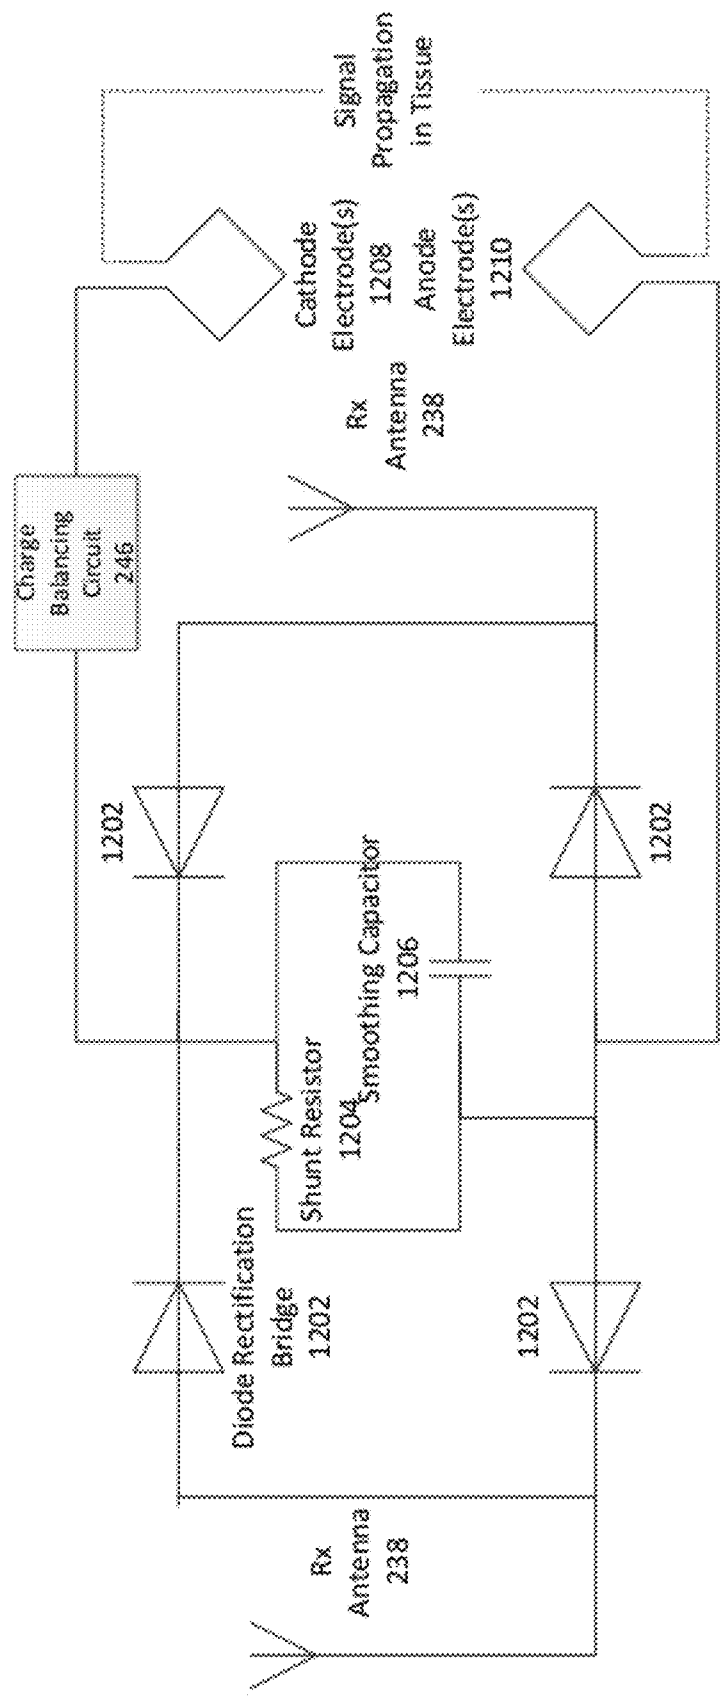 Rx
Antenna
238
Diode Rectification
Bridge
1202
1202
Shunt Resistor
1204
Smoothing Capacitor
1206
1202
1202
Charge
Balancing
Circuit
246
Rx
Antenna
238
Cathode
Electrode(s)
1208
Anode
Electrode(s)
1210
Signal
Propagation
in Tissue